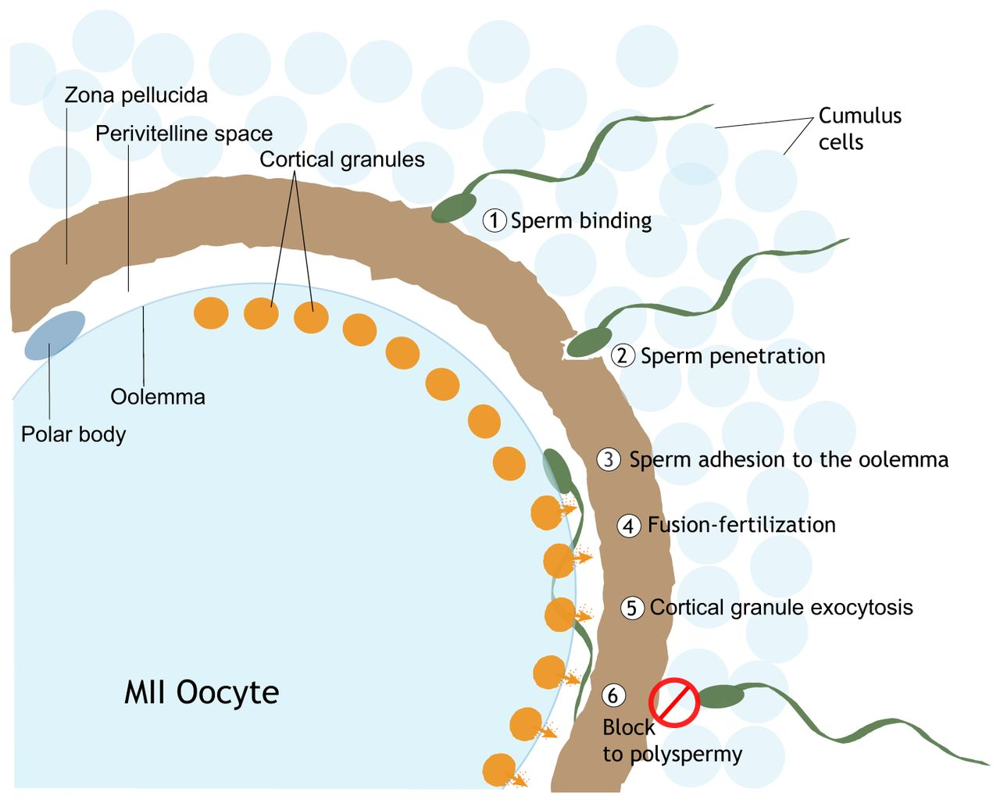 Zona pellucida
Perivitelline space
Cortical granules
Cumulus
cells
1 Sperm binding
2 Sperm penetration
Oolemma
Polar body
3 Sperm adhesion to the oolemma
4 Fusion-fertilization
5 Cortical granule exocytosis
MII Oocyte
6
Block
to polyspermy